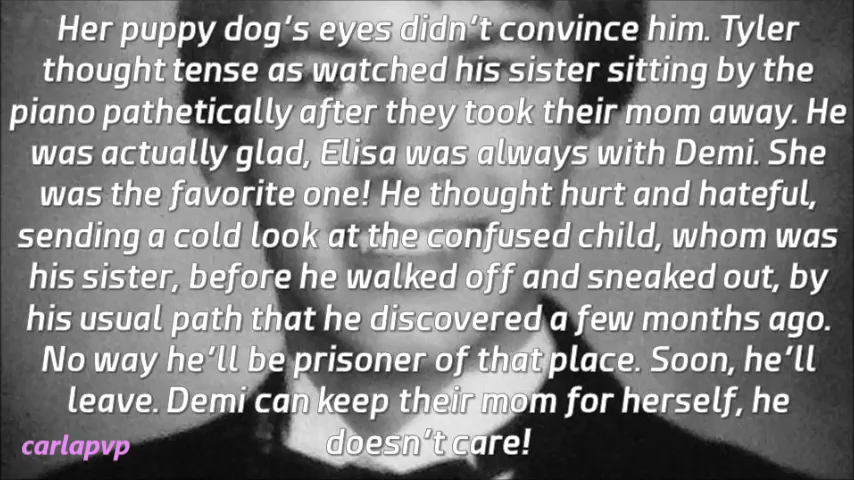 Her puppy dog's eyes didn't convince him. Tyler
thought tense as watched his sister sitting by the
piano pathetically after they took their mom away. He
was actually glad, Elisa was always with Demi. She
was the favorite one! He thought hurt and hateful,
sending a cold look at the confused child, whom was
his sister, before he walked off and sneaked out, by
his usual path that he discovered a few months ago.
No way he'll be prisoner of that place. Soon, he'll
leave. Demi can keep their mom for herself, he
doesn't care!
carlapvp